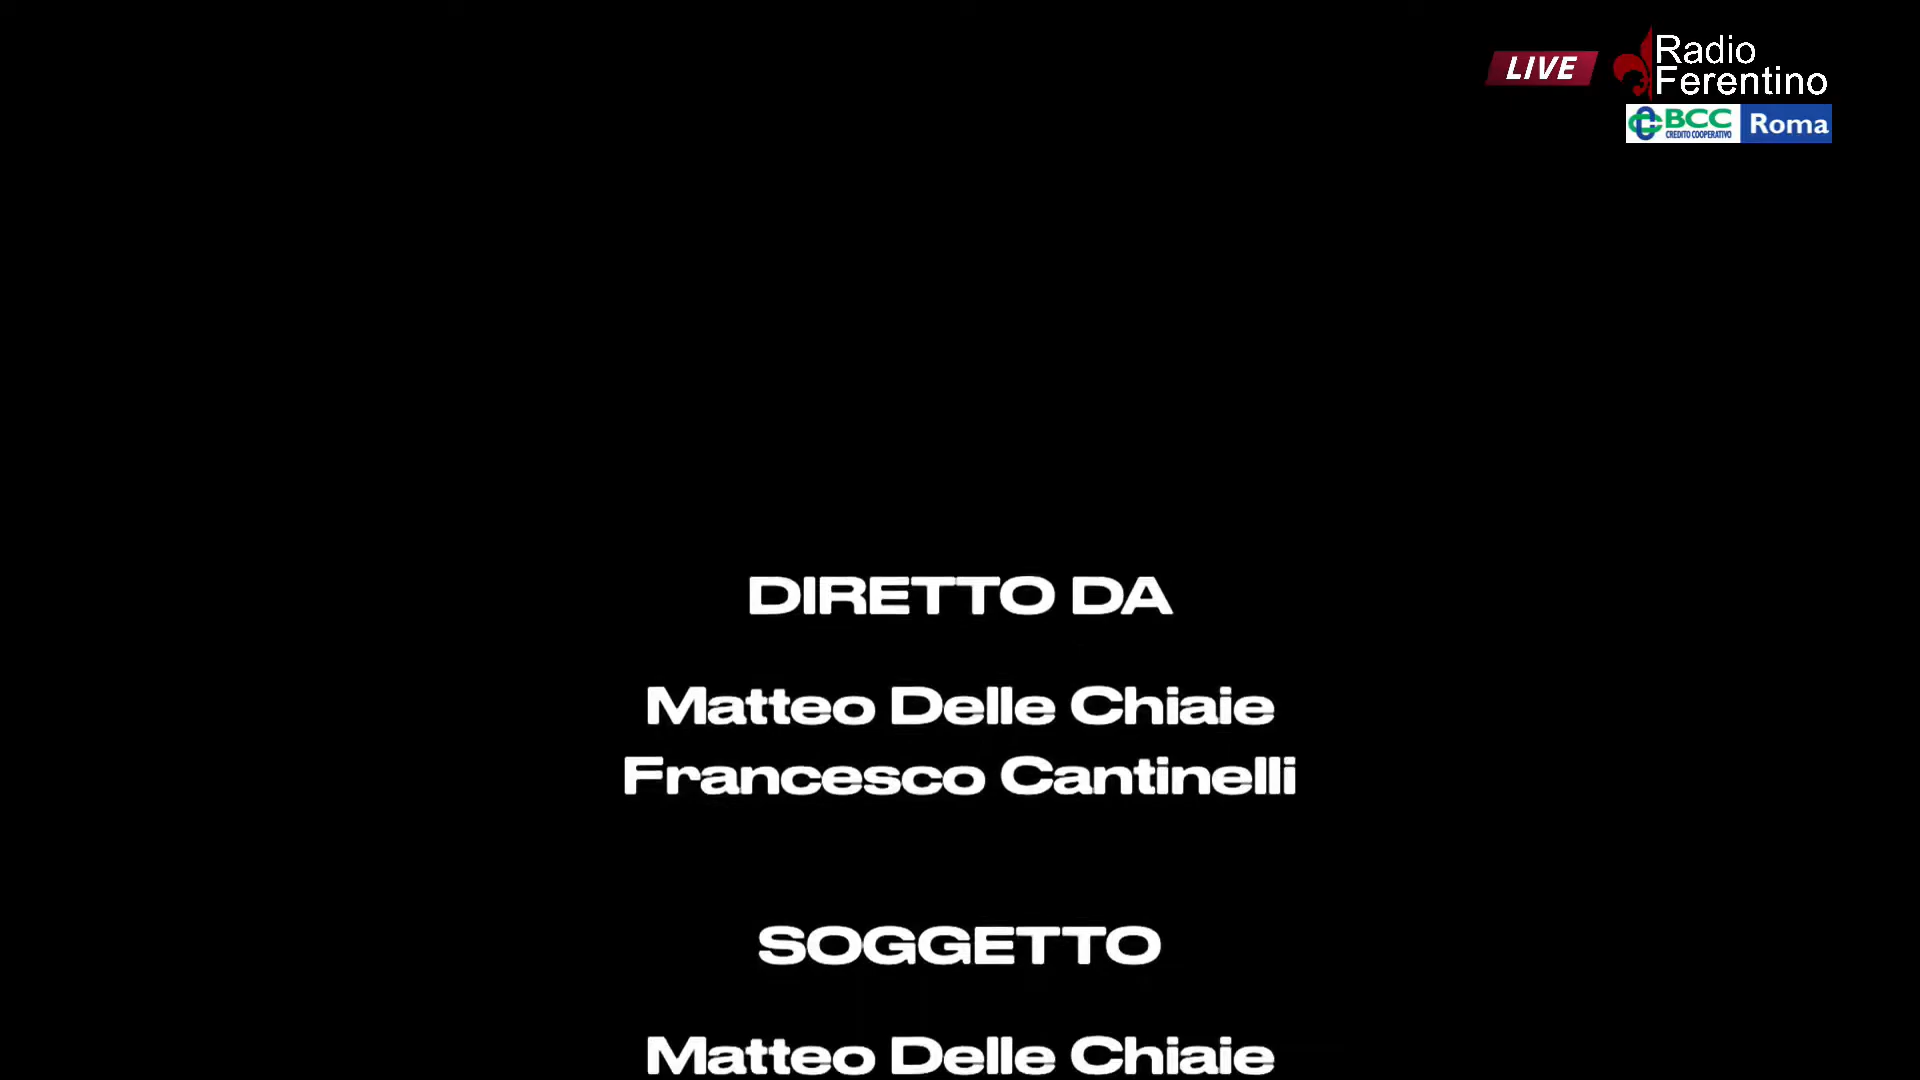 LIVE
Radio
Ferentino
BCC
CREDITO COOPERATIVO
Roma
DIRETTO DA
Matteo Delle Chiaie
Francesco Cantinelli
SOGGETTO
Matteo Delle Chiaie